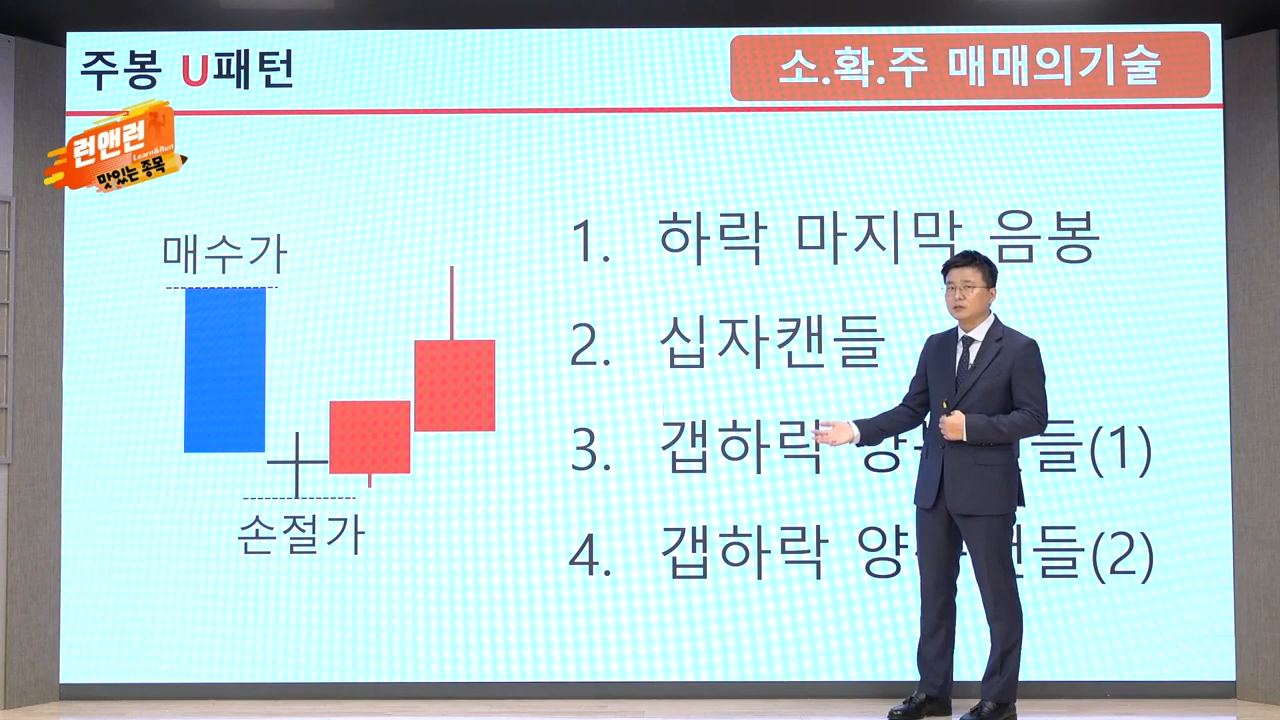 주봉 U패턴
소.확.주 매매의기술
런앤런
Learn&Run
맛있는 종목
매수가
손절가
1. 하락 마지막 음봉
2. 십자캔들
3. 갭하락 들(1)
4. 갭하락 들(2)